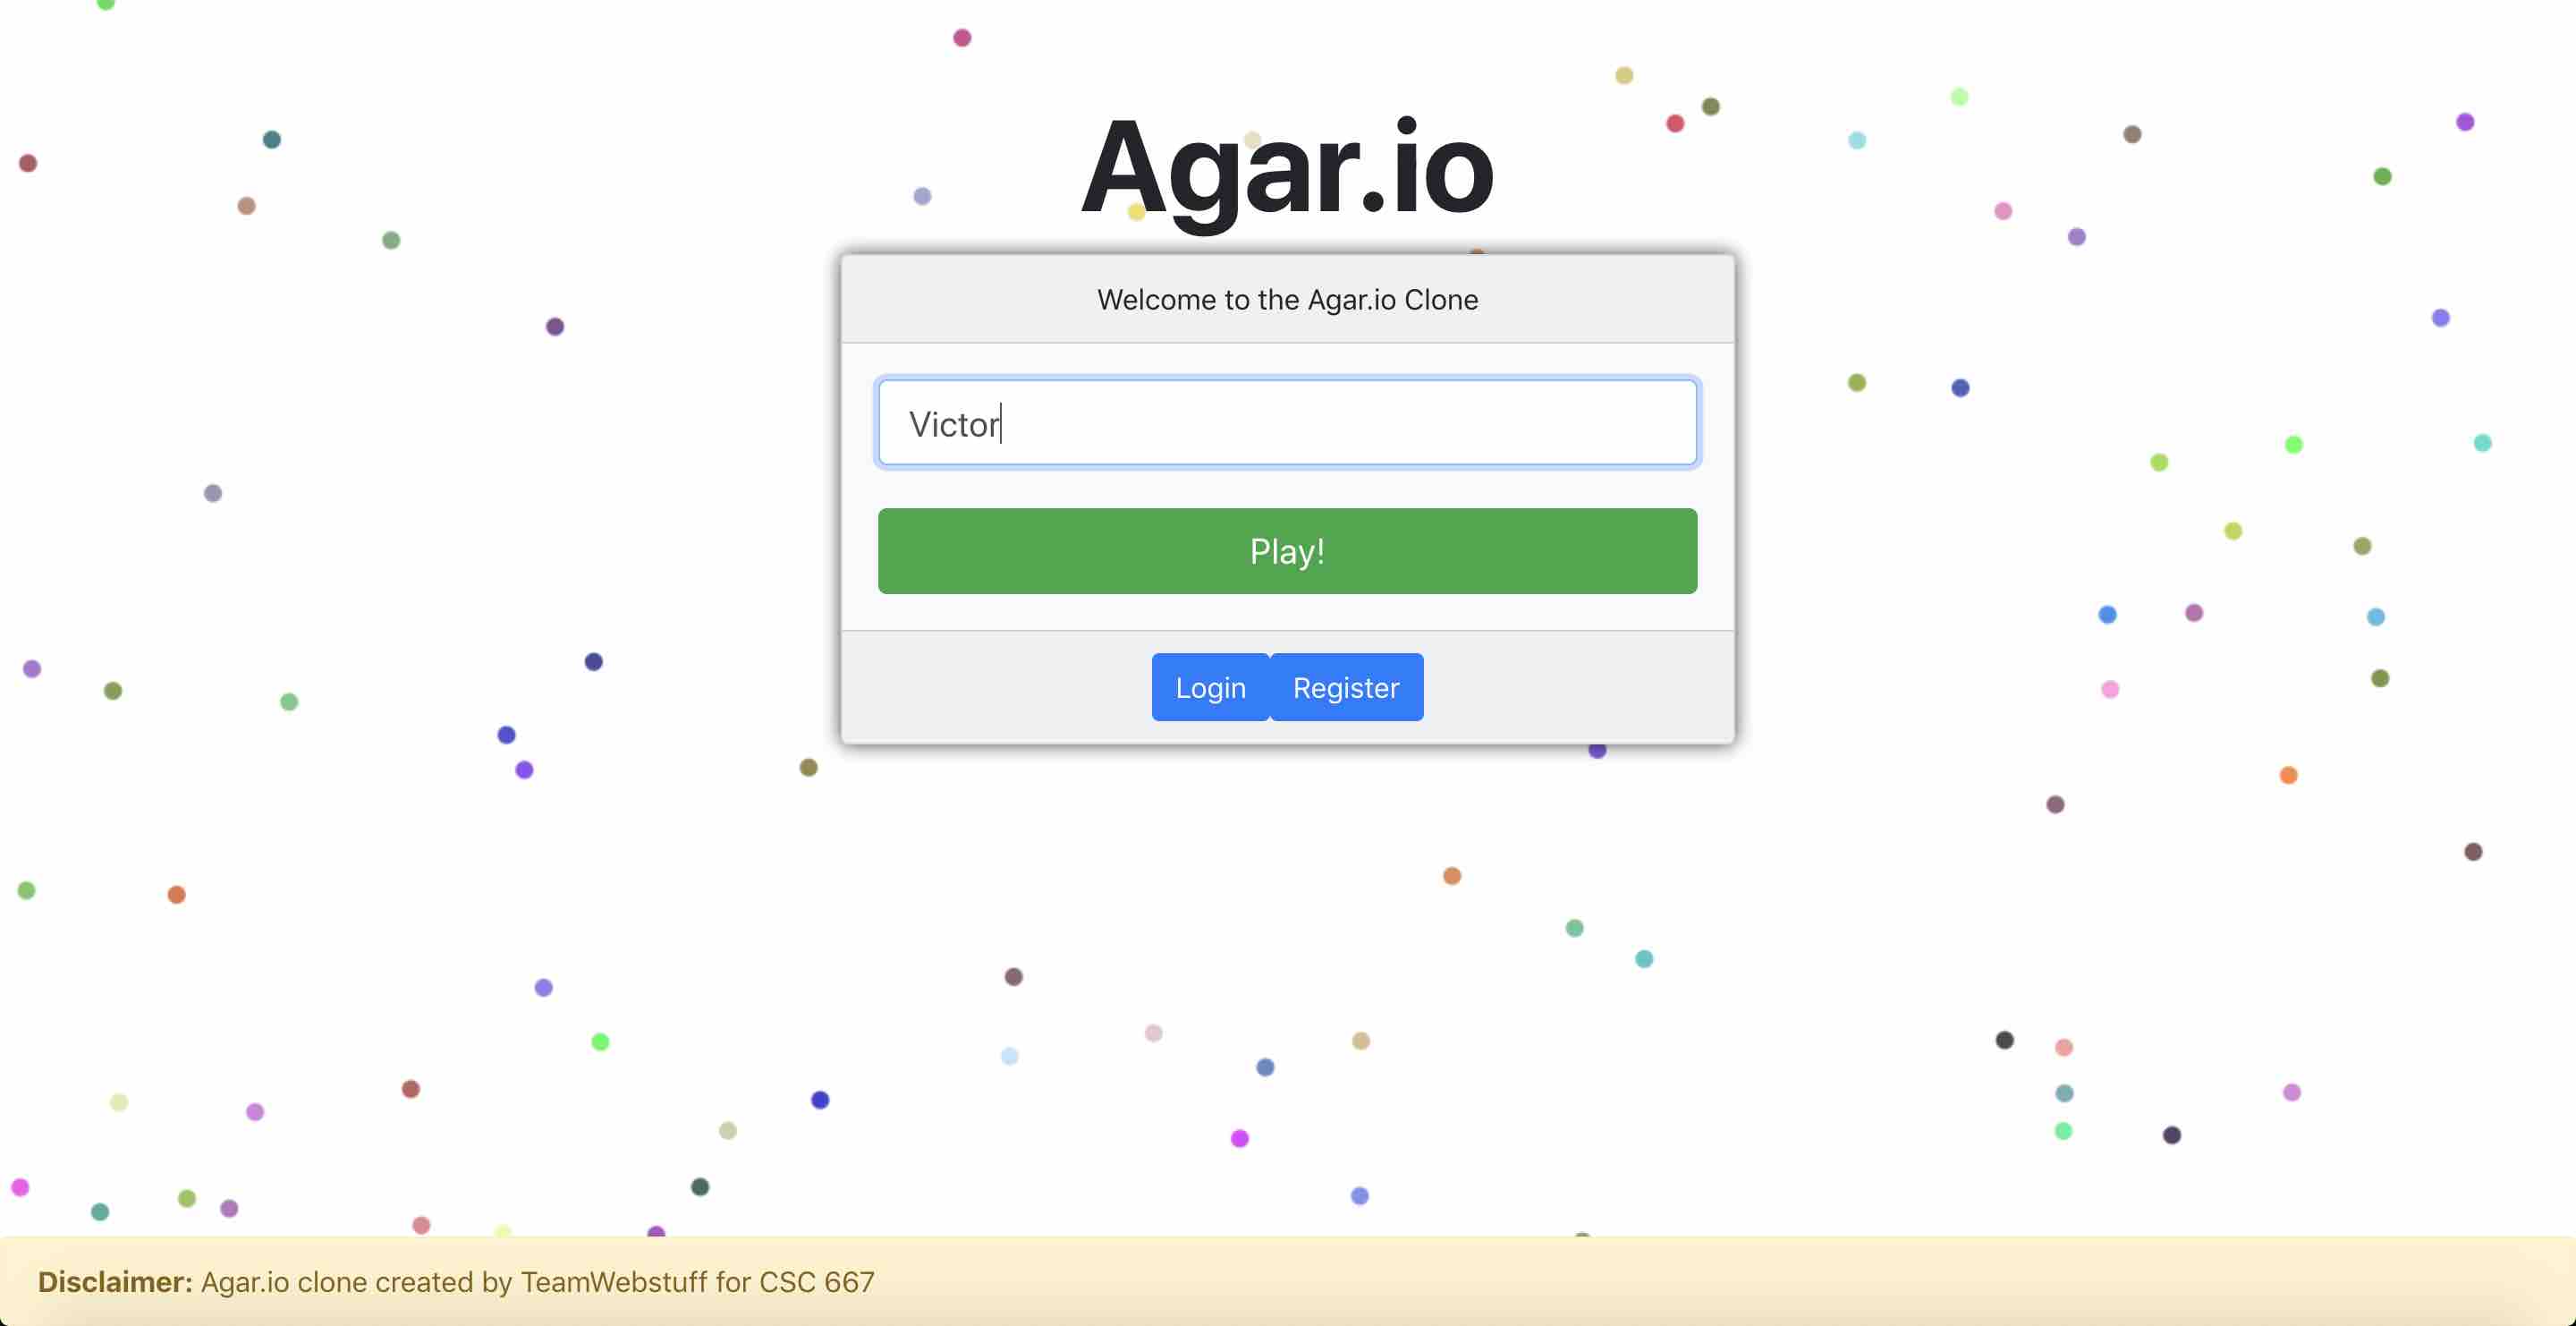 Agar.io
Welcome to the Agar.io Clone
Victor
Play!
Login Register
Disclaimer: Agar.io clone created by TeamWebstuff for CSC 667